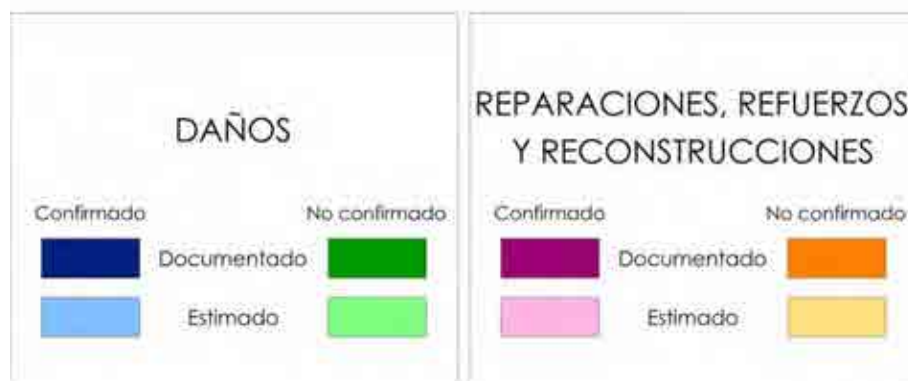 DAÑOS
Confirmado No confirmado
Documentado
Estimado
REPARACIONES, REFUERZOS
Y RECONSTRUCCIONES
Confirmado No confirmado
Documentado
Estimado